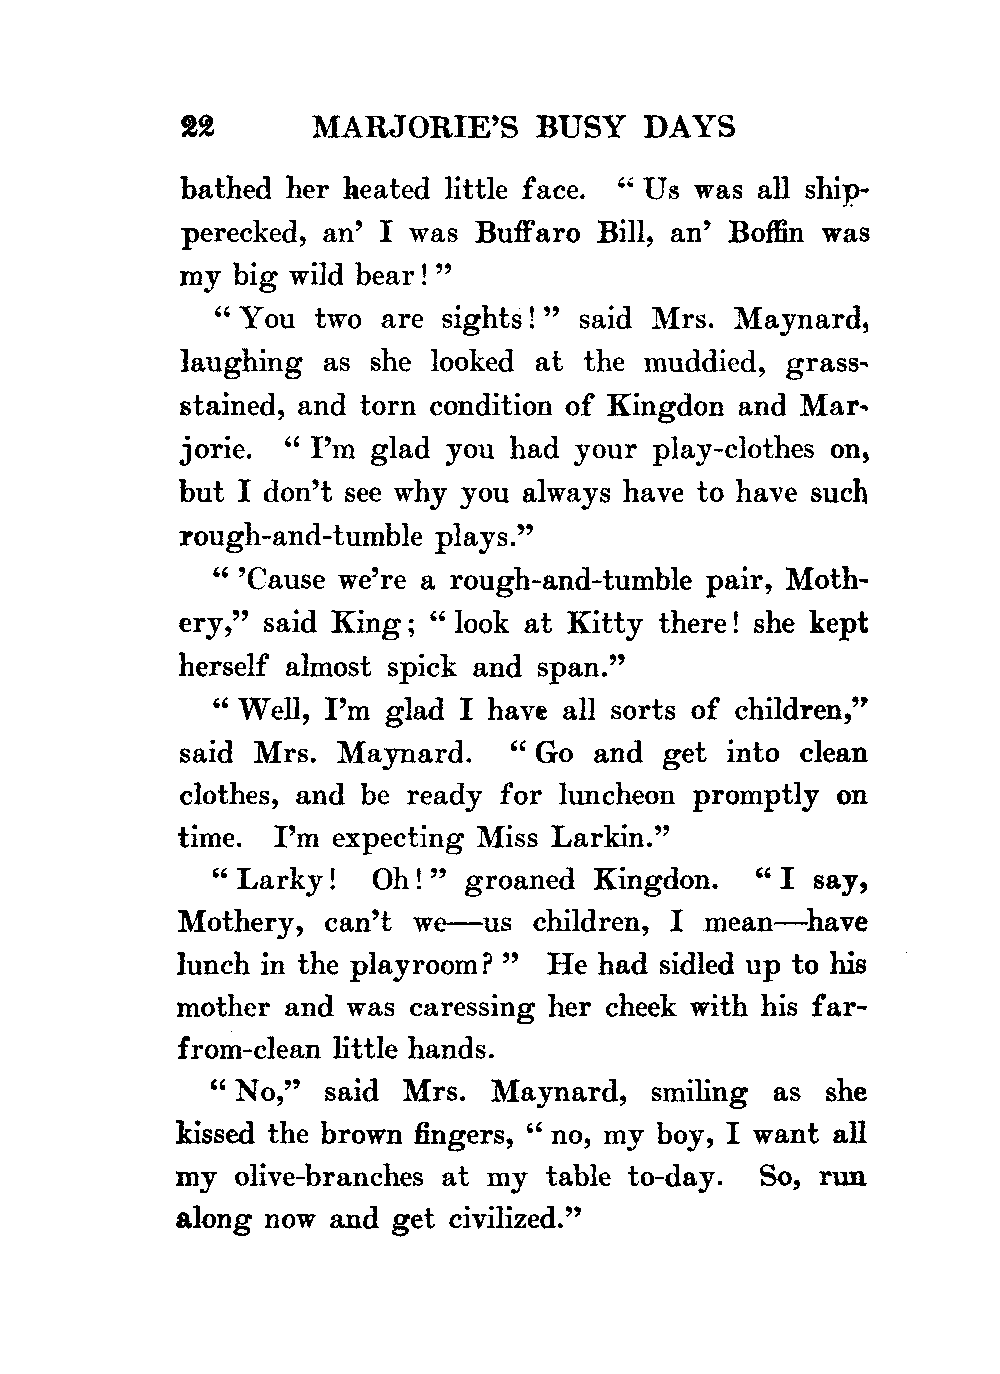 22 MARJORIE'S BUSY DAYS
bathed her heated little face. " Us was all ship-
perecked, an' I was Buffaro Bill, an' Boffin was
my big wild bear! "
" You two are sights! " said Mrs. Maynard,
laughing as she looked at the muddied, grass-
stained, and torn condition of Kingdon and Mar-
jorie. " I'm glad you had your play-clothes on,
but I don't see why you always have to have such
rough-and-tumble plays."
" 'Cause we're a rough-and-tumble pair, Moth-
ery," said King; " look at Kitty there! she kept
herself almost spick and span."
" Well, I'm glad I have all sorts of children,"
said Mrs. Maynard. " Go and get into clean
clothes, and be ready for luncheon promptly on
time. I'm expecting Miss Larkin."
" Larky! Oh! " groaned Kingdon. " I say,
Mothery, can't we—us children, I mean—have
lunch in the playroom? " He had sidled up to his
mother and was caressing her cheek with his far-
from-clean little hands.
" No," said Mrs. Maynard, smiling as she
kissed the brown fingers, " no, my boy, I want all
my olive-branches at my table to-day. So, run
along now and get civilized."